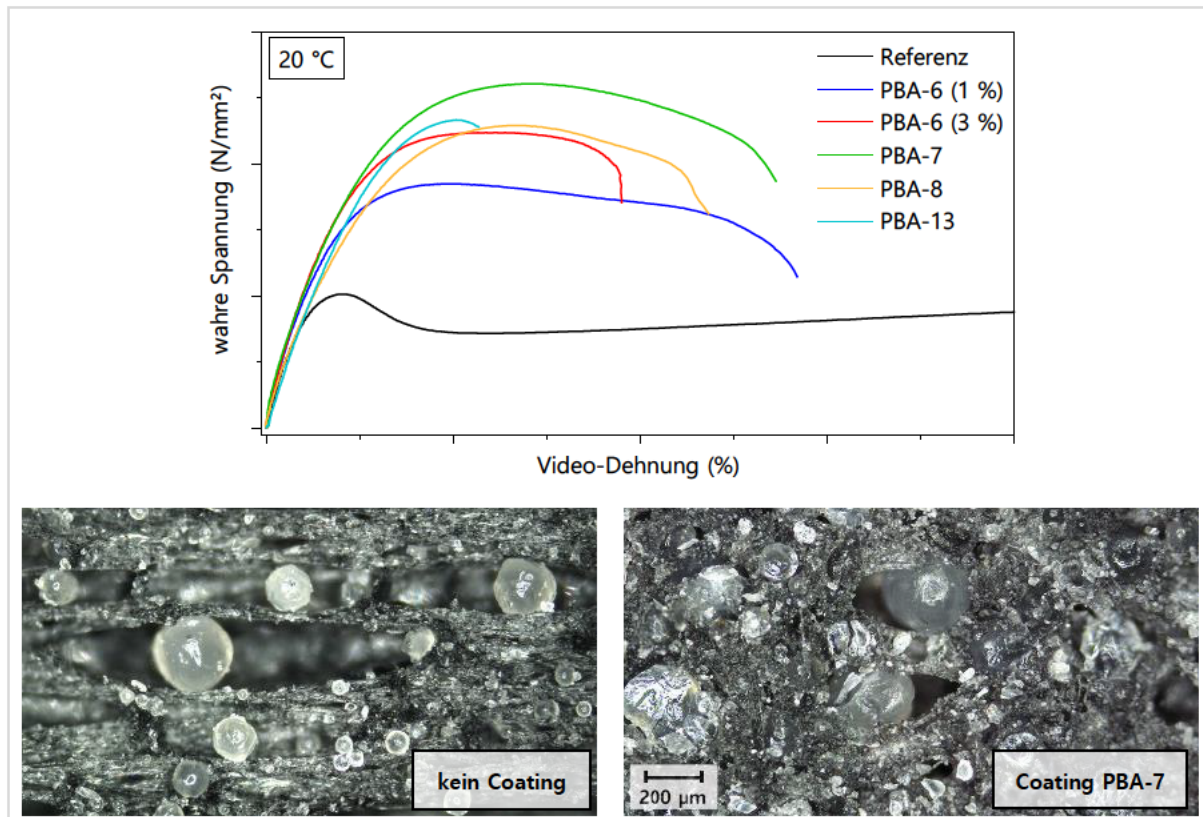 20 °C
Referenz
PBA-6 (1 %)
PBA-6 (3 %)
PBA-7
PBA-8
PBA-13
wahre Spannung (N/mm²)
Video-Dehnung (%)
kein Coating
200 µm
Coating PBA-7